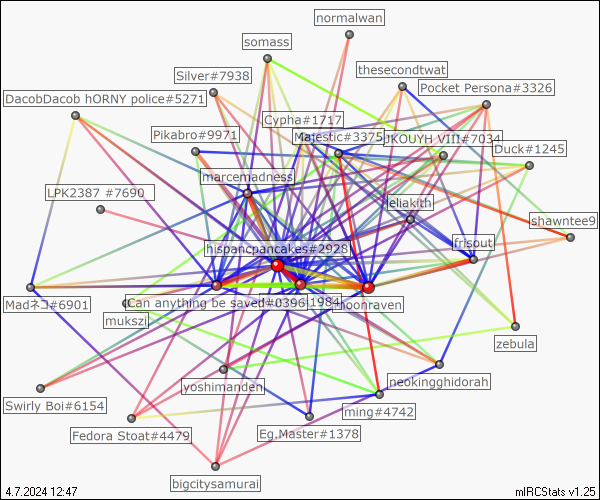 normalwan
somass
Silver#7938
thesecondtwat
Pocket Persona#3326
DacobDacob hORNY police#5271
Cypha#1717
Pikabro#9971
Majestic#3375
JKOUYH VIII#7034
Duck#1245
marcemadness
LPK2387 #7690
leliakith
shawntee9
hispancpancakes#2928
frlsout
Madネコ#6901
mukszi
Can anything be saved#0396
1984
moonraven
zebula
yoshimanden
neokingghidorah
Swirly Boi#6154
ming#4742
Fedora Stoat#4479
Eg.Master#1378
bigcitysamurai
4.7.2024 12:47
mIRCStats v1.25